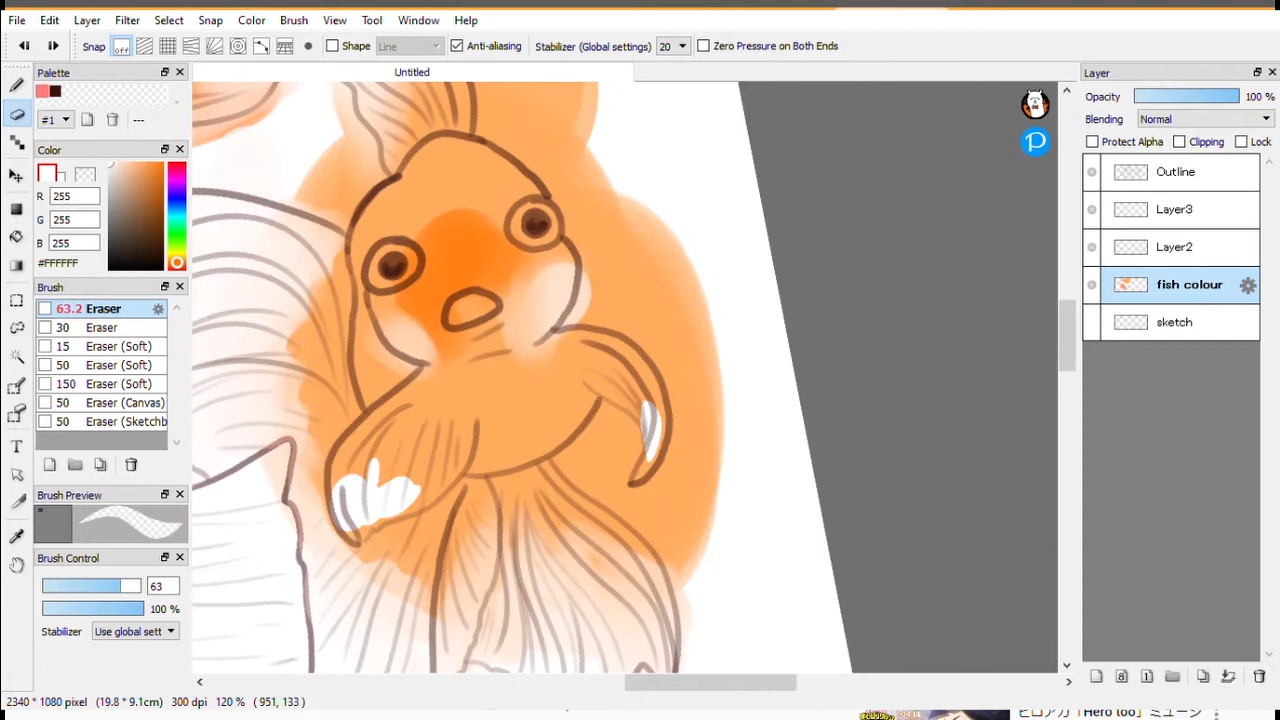 File Edit Layer Filter Select Snap Color Brush View Tool Window Help
Snap off Shape Line Anti-aliasing Stabilizer (Global settings) 20 Zero Pressure on Both Ends
Palette
#1 ---
Color
R 255
G 255
B 255
#FFFFFF
Brush
63.2 Eraser
30 Eraser
15 Eraser (Soft)
50 Eraser (Soft)
150 Eraser (Soft)
50 Eraser (Canvas)
50 Eraser (Sketchb
Brush Preview
Brush Control
63
100 %
Stabilizer Use global sett
T
Untitled
P
Layer
Opacity 100 %
Blending Normal
Protect Alpha Clipping Lock
Outline
Layer3
Layer2
fish colour
sketch
8 1
2340 * 1080 pixel (19.8 * 9.1cm) 300 dpi 120 % ( 951, 133 )